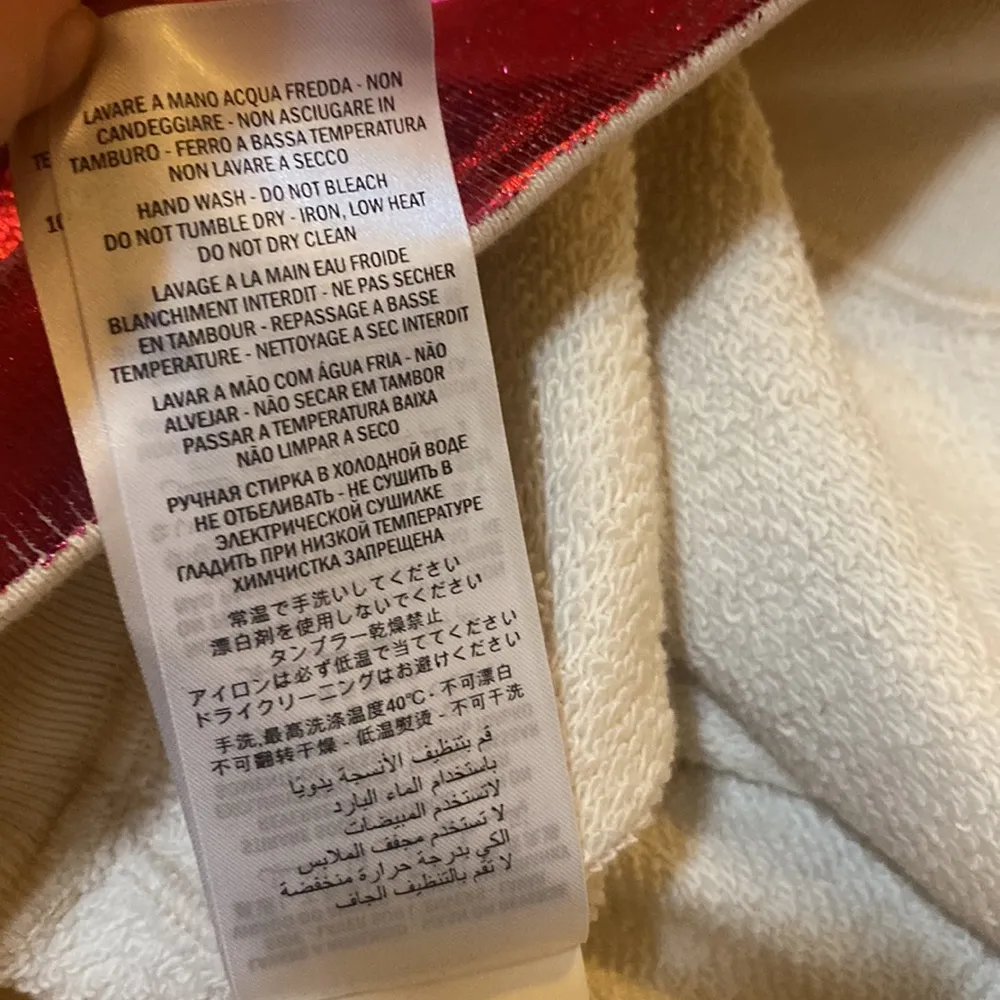 TE
LAVARE A MANO ACQUA FREDDA - NON
CANDEGGIARE - NON ASCIUGARE IN
TAMBURO - FERRO A BASSA TEMPERATURA
NON LAVARE A SECCO
HAND WASH - DO NOT BLEACH
DO NOT TUMBLE DRY - IRON, LOW HEAT
DO NOT DRY CLEAN
LAVAGE A LA MAIN EAU FROIDE
BLANCHIMENT INTERDIT - NE PAS SECHER
EN TAMBOUR - REPASSAGE A BASSE
TEMPERATURE - NETTOYAGE A SEC INTERDIT
LAVAR A MÃO COM ÁGUA FRIA - NÃO
ALVEJAR - NÃO SECAR EM TAMBOR
PASSAR A TEMPERATURA BAIXA
NÃO LIMPAR A SECO
РУЧНАЯ СТИРКА В ХОЛОДНОЙ ВОДЕ
НЕ ОТБЕЛИВАТЬ - НЕ СУШИТЬ В
ЭЛЕКТРИЧЕСКОЙ СУШИЛКЕ
ГЛАДИТЬ ПРИ НИЗКОЙ ТЕМПЕРАТУРЕ
ХИМЧИСТКА ЗАПРЕЩЕНА
常温で手洗いしてください
漂白剤を使用しないでください
タンブラー乾燥禁止
アイロンは必ず低温で当ててください
ドライクリーニングはお避けください
手洗,最高洗涤温度40℃ - 不可漂白
不可翻转干燥 - 低温熨烫 - 不可干洗
قم بتنظيف الأنسجة يدويًا
باستخدام الماء البارد
لاتستخدم المبيضات
لا تستخدم مجفف الملابس
الكي بدرجة حرارة منخفضة
لا تقم بالتنظيف الجاف